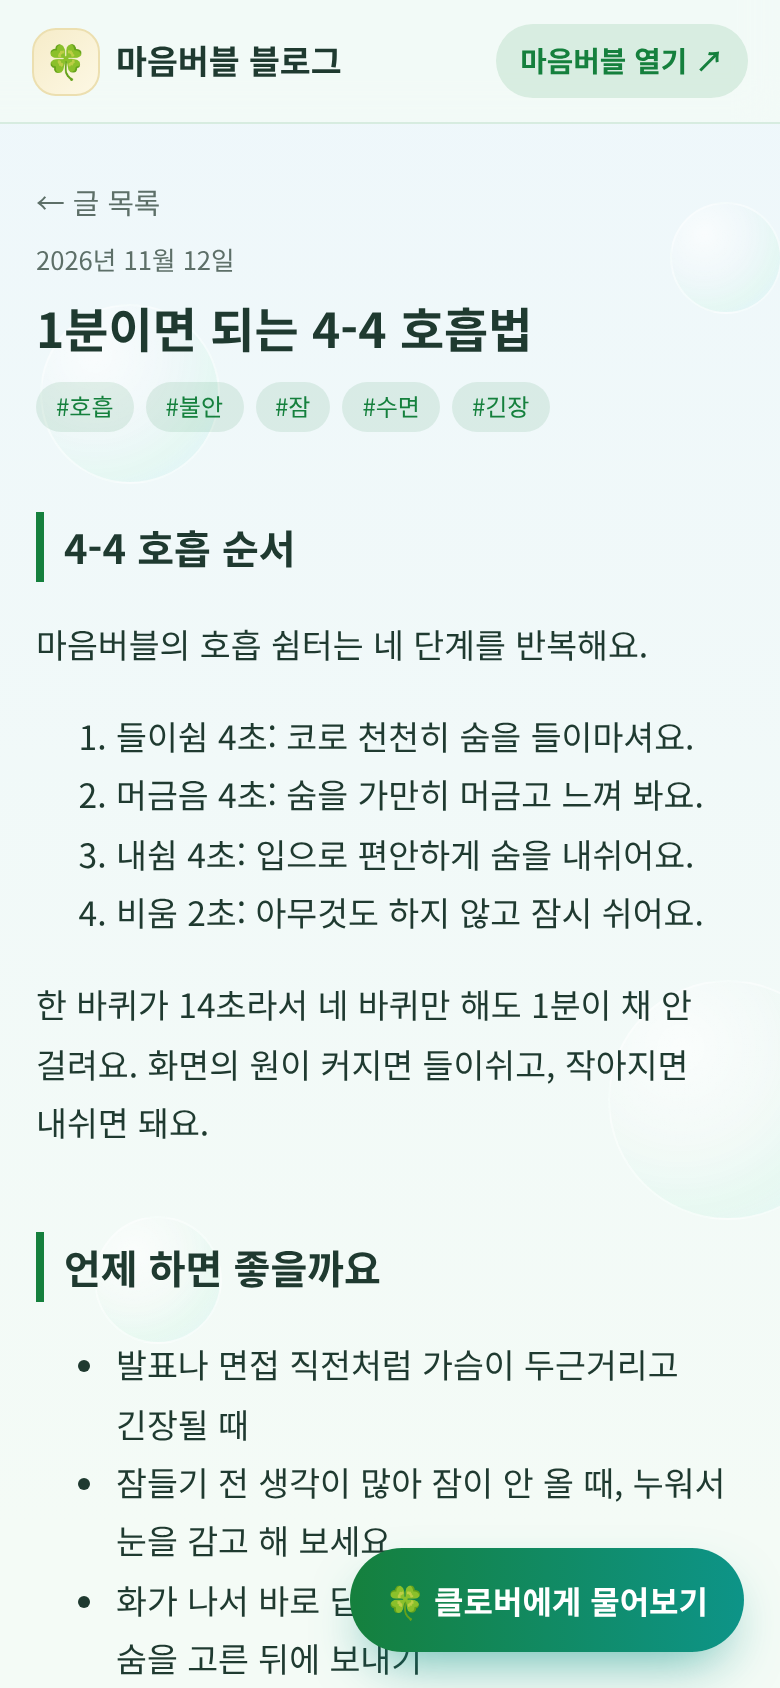 마음버블 블로그
마음버블 열기 ↗
← 글 목록
2026년 11월 12일
1분이면 되는 4-4 호흡법
#호흡 #불안 #잠 #수면 #긴장
4-4 호흡 순서
마음버블의 호흡 쉼터는 네 단계를 반복해요.
1. 들이쉼 4초: 코로 천천히 숨을 들이마셔요.
2. 머금음 4초: 숨을 가만히 머금고 느껴 봐요.
3. 내쉼 4초: 입으로 편안하게 숨을 내쉬어요.
4. 비움 2초: 아무것도 하지 않고 잠시 쉬어요.
한 바퀴가 14초라서 네 바퀴만 해도 1분이 채 안
걸려요. 화면의 원이 커지면 들이쉬고, 작아지면
내쉬면 돼요.
언제 하면 좋을까요
• 발표나 면접 직전처럼 가슴이 두근거리고
긴장될 때
• 잠들기 전 생각이 많아 잠이 안 올 때, 누워서
눈을 감고 해 보세요
• 화가 나서 바로
숨을 고른 뒤에 보내기
클로버에게 물어보기